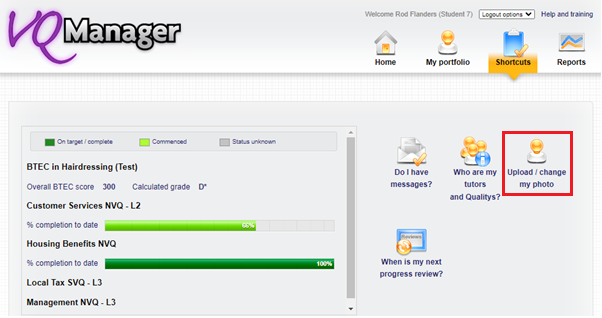 VQManager
Welcome Rod Flanders (Student 7) Logout options Help and training
Home My portfolio Shortcuts Reports
On target / complete Commenced Status unknown
BTEC in Hairdressing (Test)
Overall BTEC score 300 Calculated grade D*
Customer Services NVQ - L2
% completion to date 66%
Housing Benefits NVQ
% completion to date 100%
Local Tax SVQ - L3
Management NVQ - L3
Do I have
messages?
Who are my
tutors
and Qualitys?
Upload / change
my photo
Reviews
When is my next
progress review?